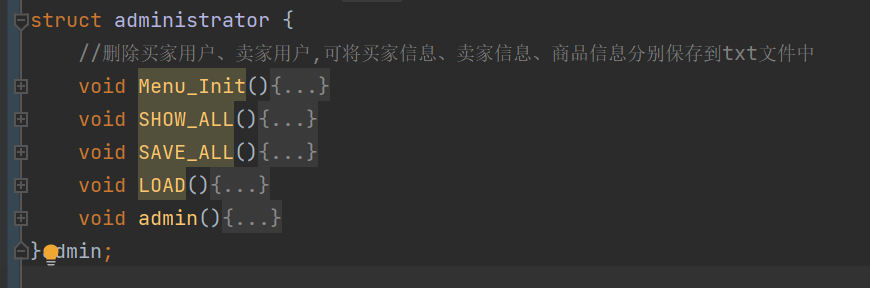 struct administrator {
//删除买家用户、卖家用户,可将买家信息、卖家信息、商品信息分别保存到txt文件中
void Menu_Init(){...}
void SHOW_ALL(){...}
void SAVE_ALL(){...}
void LOAD(){...}
void admin(){...}
}dmin;